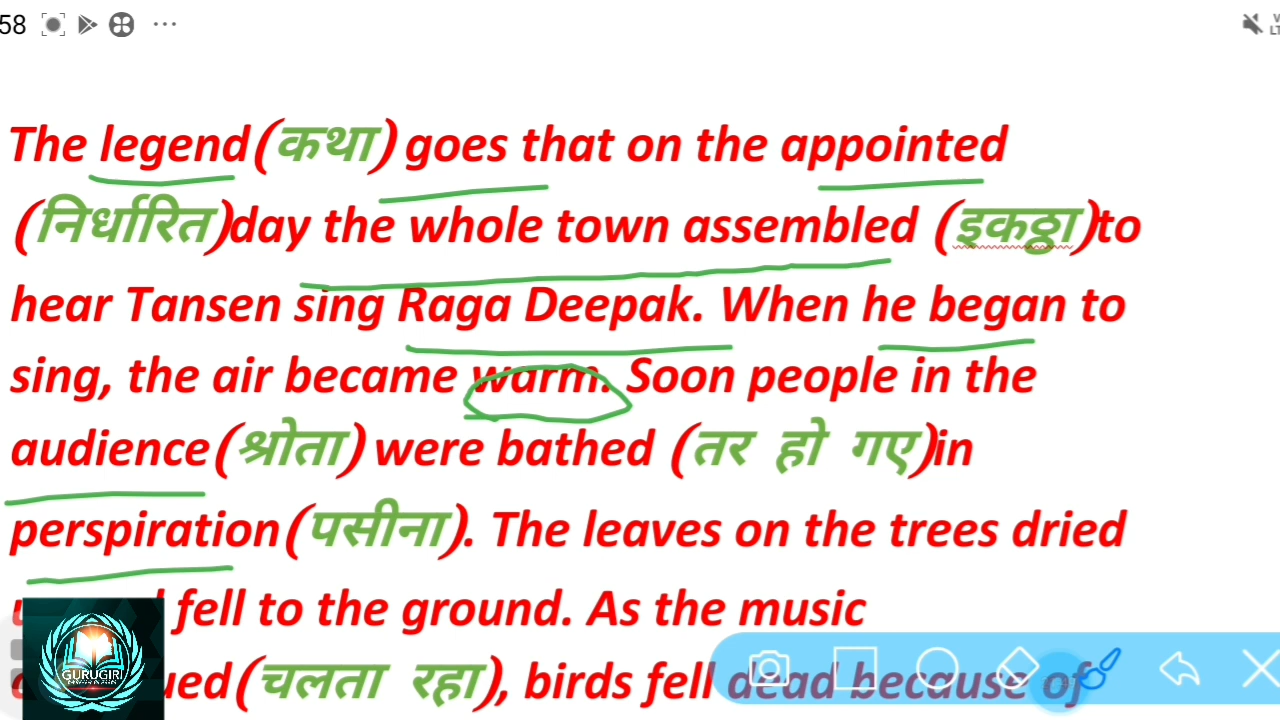 58
The legend(कथा) goes that on the appointed
(निर्धारित)day the whole town assembled (इकठ्ठा)to
hear Tansen sing Raga Deepak. When he began to
sing, the air became warm. Soon people in the
audience(श्रोता) were bathed (तर हो गए)in
perspiration(पसीना). The leaves on the trees dried
fell to the ground. As the music
(चलता रहा), birds fell dead because of
GURUGIRI